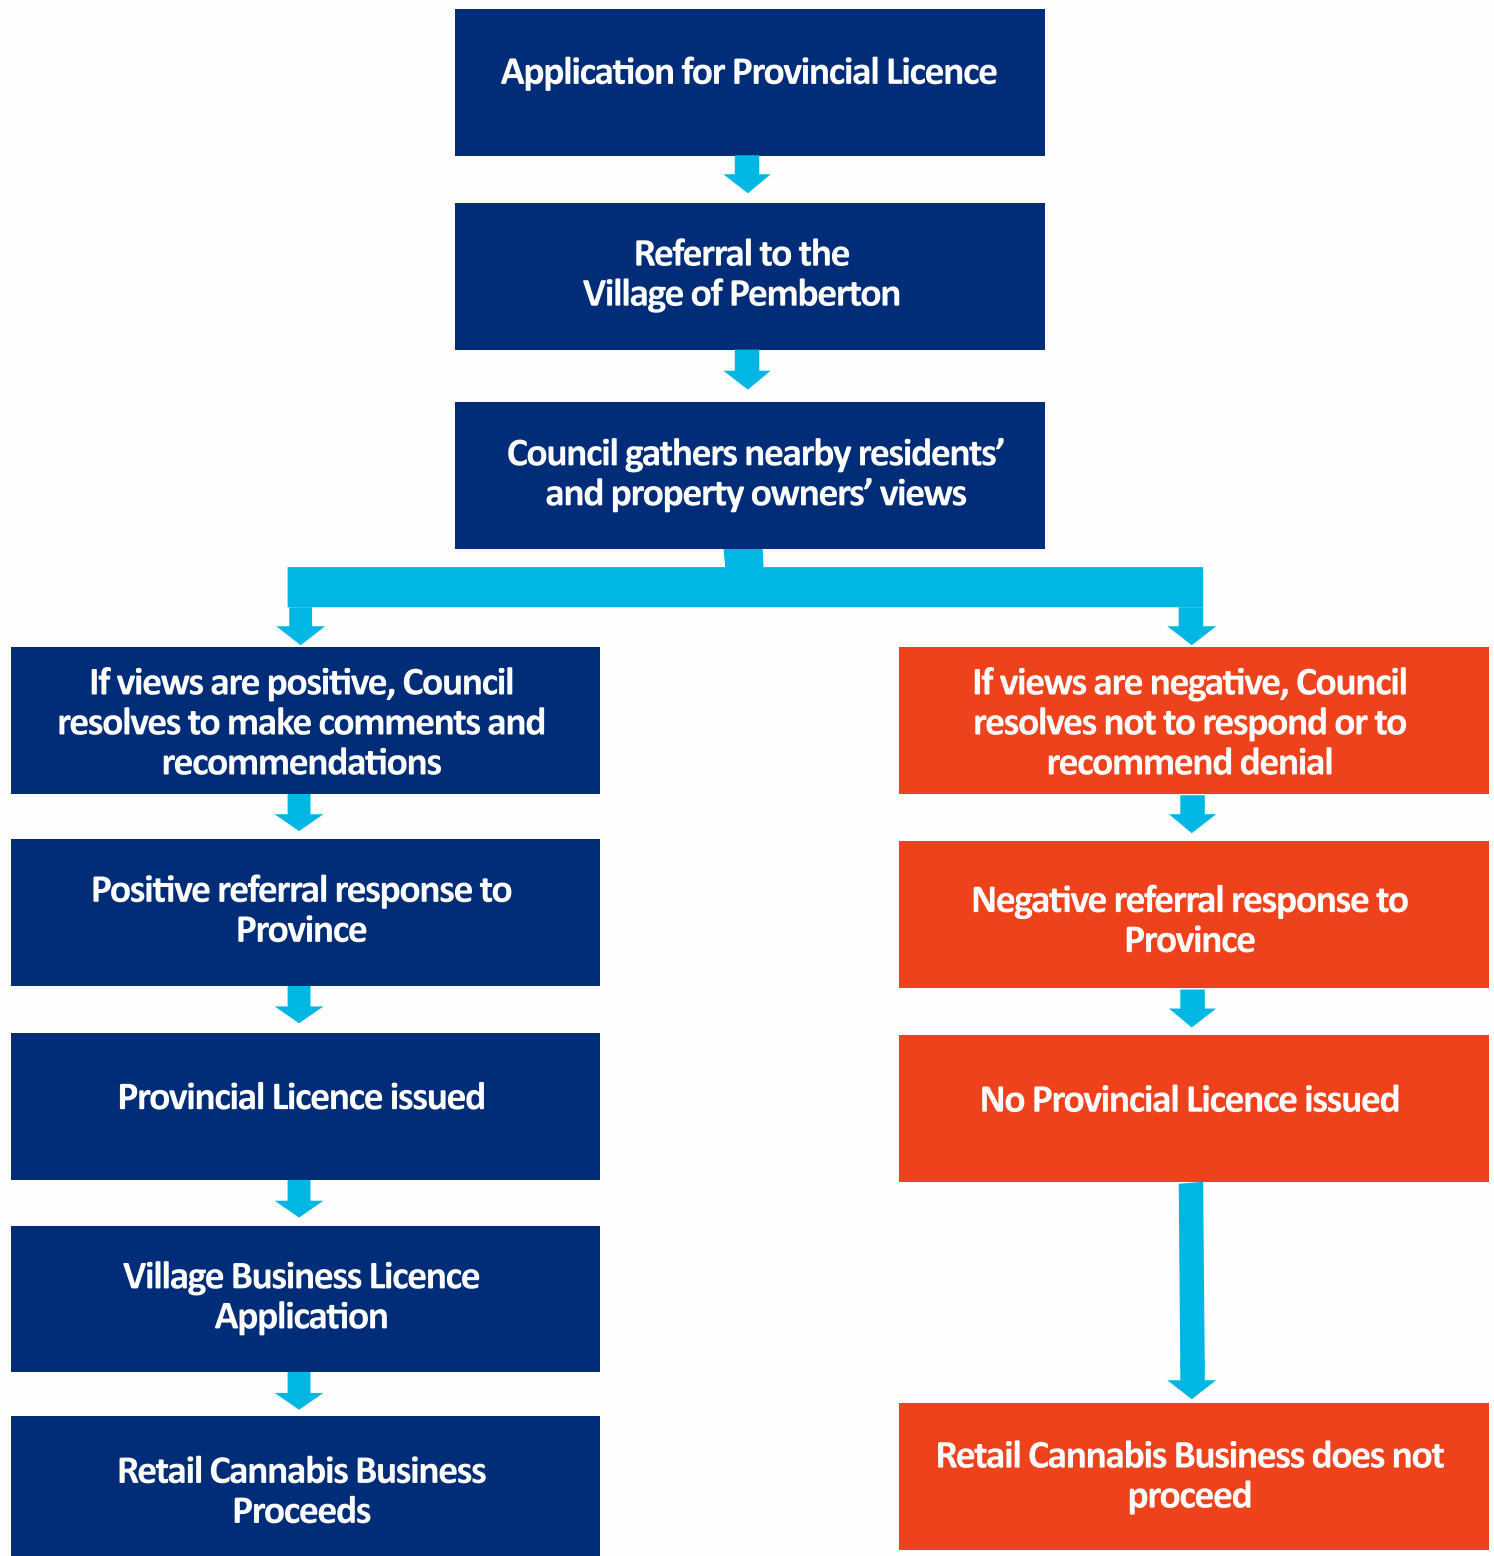 Application for Provincial Licence
Referral to the
Village of Pemberton
Council gathers nearby residents’
and property owners’ views
If views are positive, Council
resolves to make comments and
recommendations
Positive referral response to
Province
Provincial Licence issued
Village Business Licence
Application
Retail Cannabis Business
Proceeds
If views are negative, Council
resolves not to respond or to
recommend denial
Negative referral response to
Province
No Provincial Licence issued
Retail Cannabis Business does not
proceed